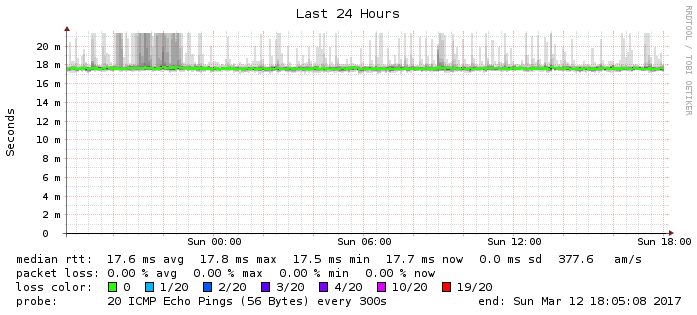 Last 24 Hours
RRDTOOL / TOBI OETIKER
Seconds
20 m
18 m
16 m
14 m
12 m
10 m
8 m
6 m
4 m
2 m
0
Sun 00:00 Sun 06:00 Sun 12:00 Sun 18:00
median rtt: 17.6 ms avg 17.8 ms max 17.5 ms min 17.7 ms now 0.0 ms sd 377.6 am/s
packet loss: 0.00 % avg 0.00 % max 0.00 % min 0.00 % now
loss color: 0 1/20 2/20 3/20 4/20 10/20 19/20
probe: 20 ICMP Echo Pings (56 Bytes) every 300s end: Sun Mar 12 18:05:08 2017